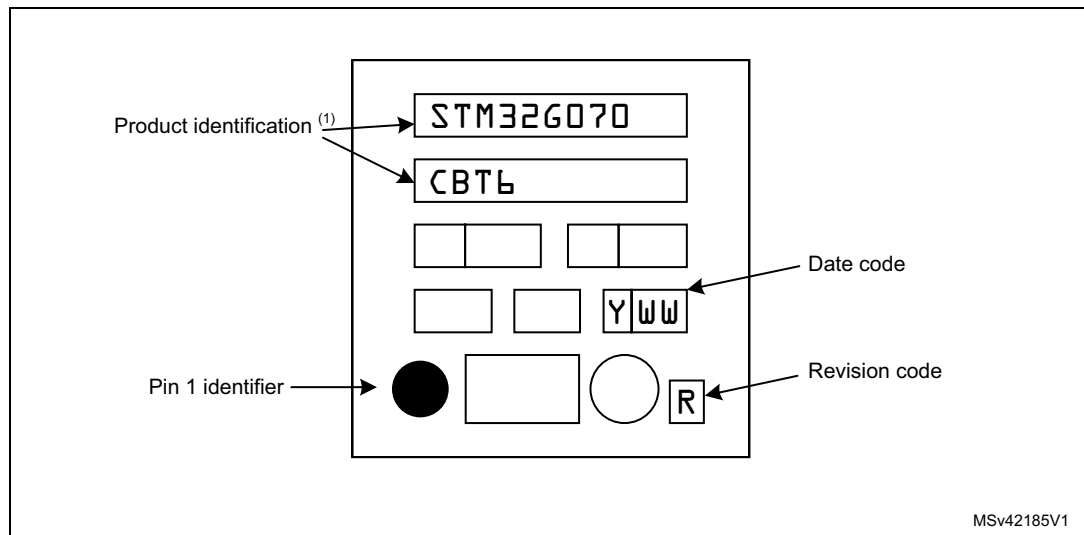 Product identification (1)
STM32G070
CBT6
Date code
Y WW
Pin 1 identifier
Revision code
R
MSv42185V1